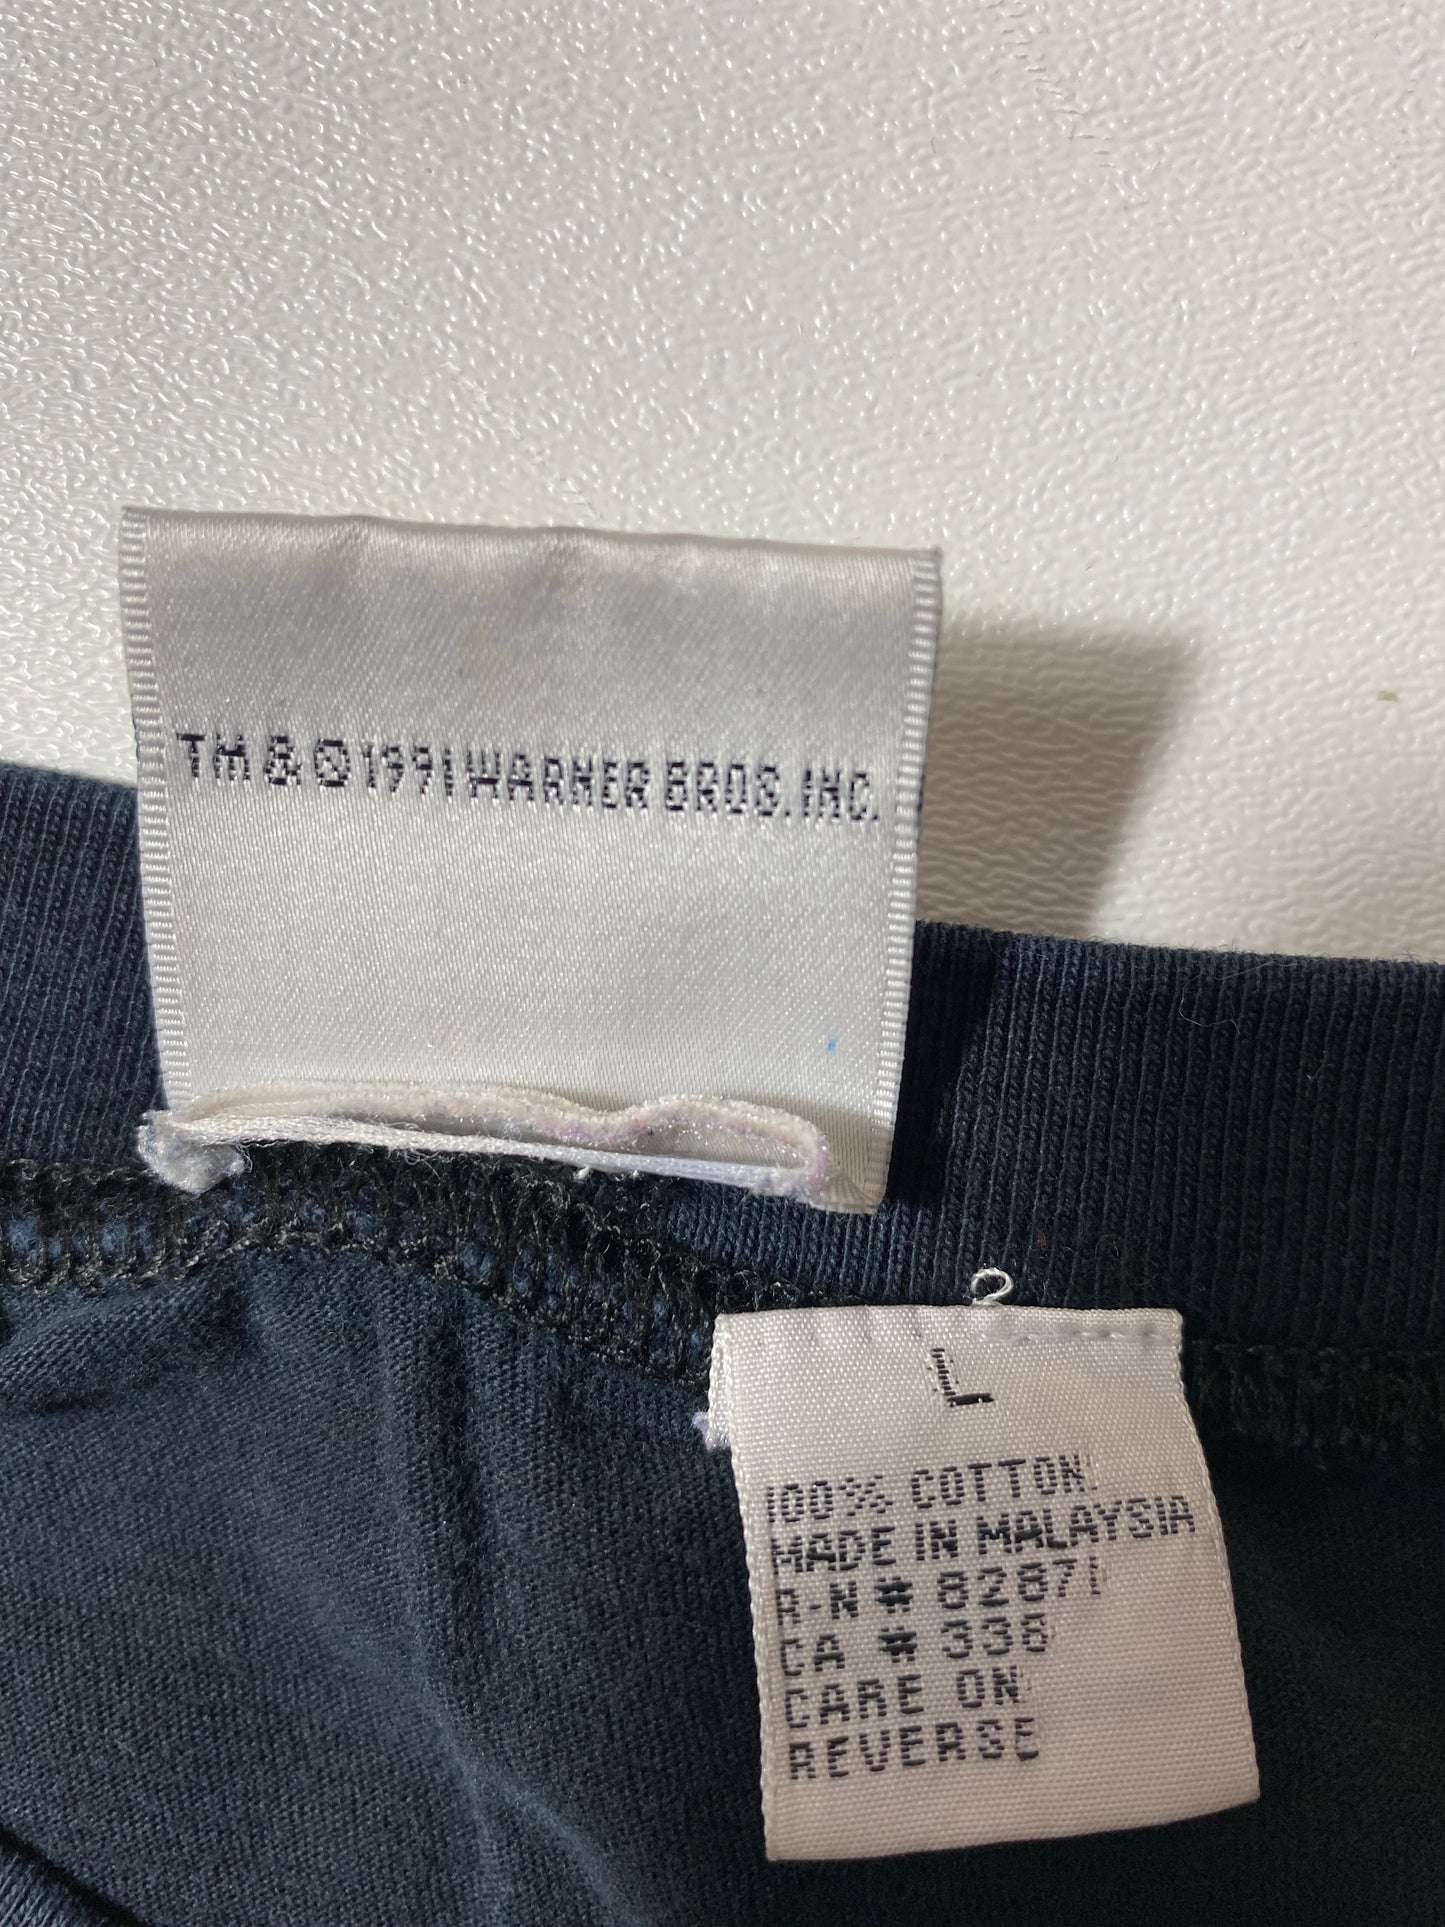 TM & © 1991 WARNER BROS. INC.
L
100% COTTON
MADE IN MALAYSIA
R-N # 82871
CA # 338
CARE ON
REVERSE